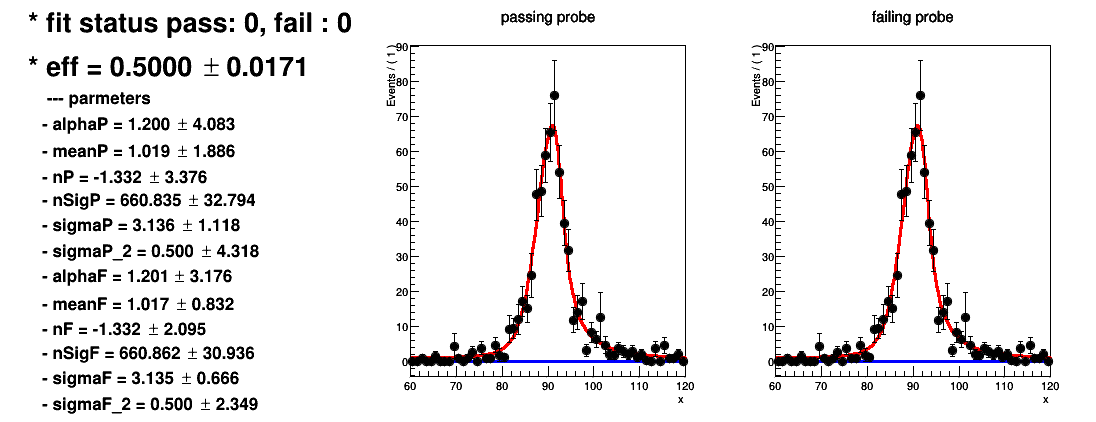 * fit status pass: 0, fail : 0
* eff = 0.5000 ± 0.0171
--- parmeters
- alphaP = 1.200 ± 4.083
- meanP = 1.019 ± 1.886
- nP = -1.332 ± 3.376
- nSigP = 660.835 ± 32.794
- sigmaP = 3.136 ± 1.118
- sigmaP_2 = 0.500 ± 4.318
- alphaF = 1.201 ± 3.176
- meanF = 1.017 ± 0.832
- nF = -1.332 ± 2.095
- nSigF = 660.862 ± 30.936
- sigmaF = 3.135 ± 0.666
- sigmaF_2 = 0.500 ± 2.349
passing probe
Events / ( 1 )
90
80
70
60
50
40
30
20
10
0
60 70 80 90 100 110 120
x
failing probe
Events / ( 1 )
90
80
70
60
50
40
30
20
10
0
60 70 80 90 100 110 120
x